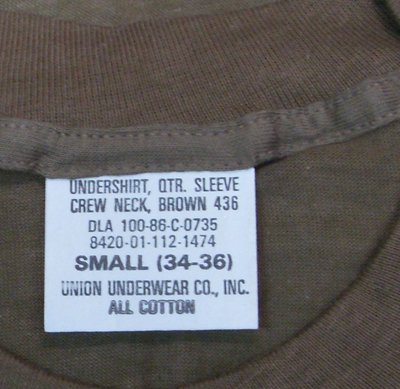 UNDERSHIRT, QTR. SLEEVE
CREW NECK, BROWN 436
DLA 100-86-C-0735
8420-01-112-1474
SMALL (34-36)
UNION UNDERWEAR CO., INC.
ALL COTTON